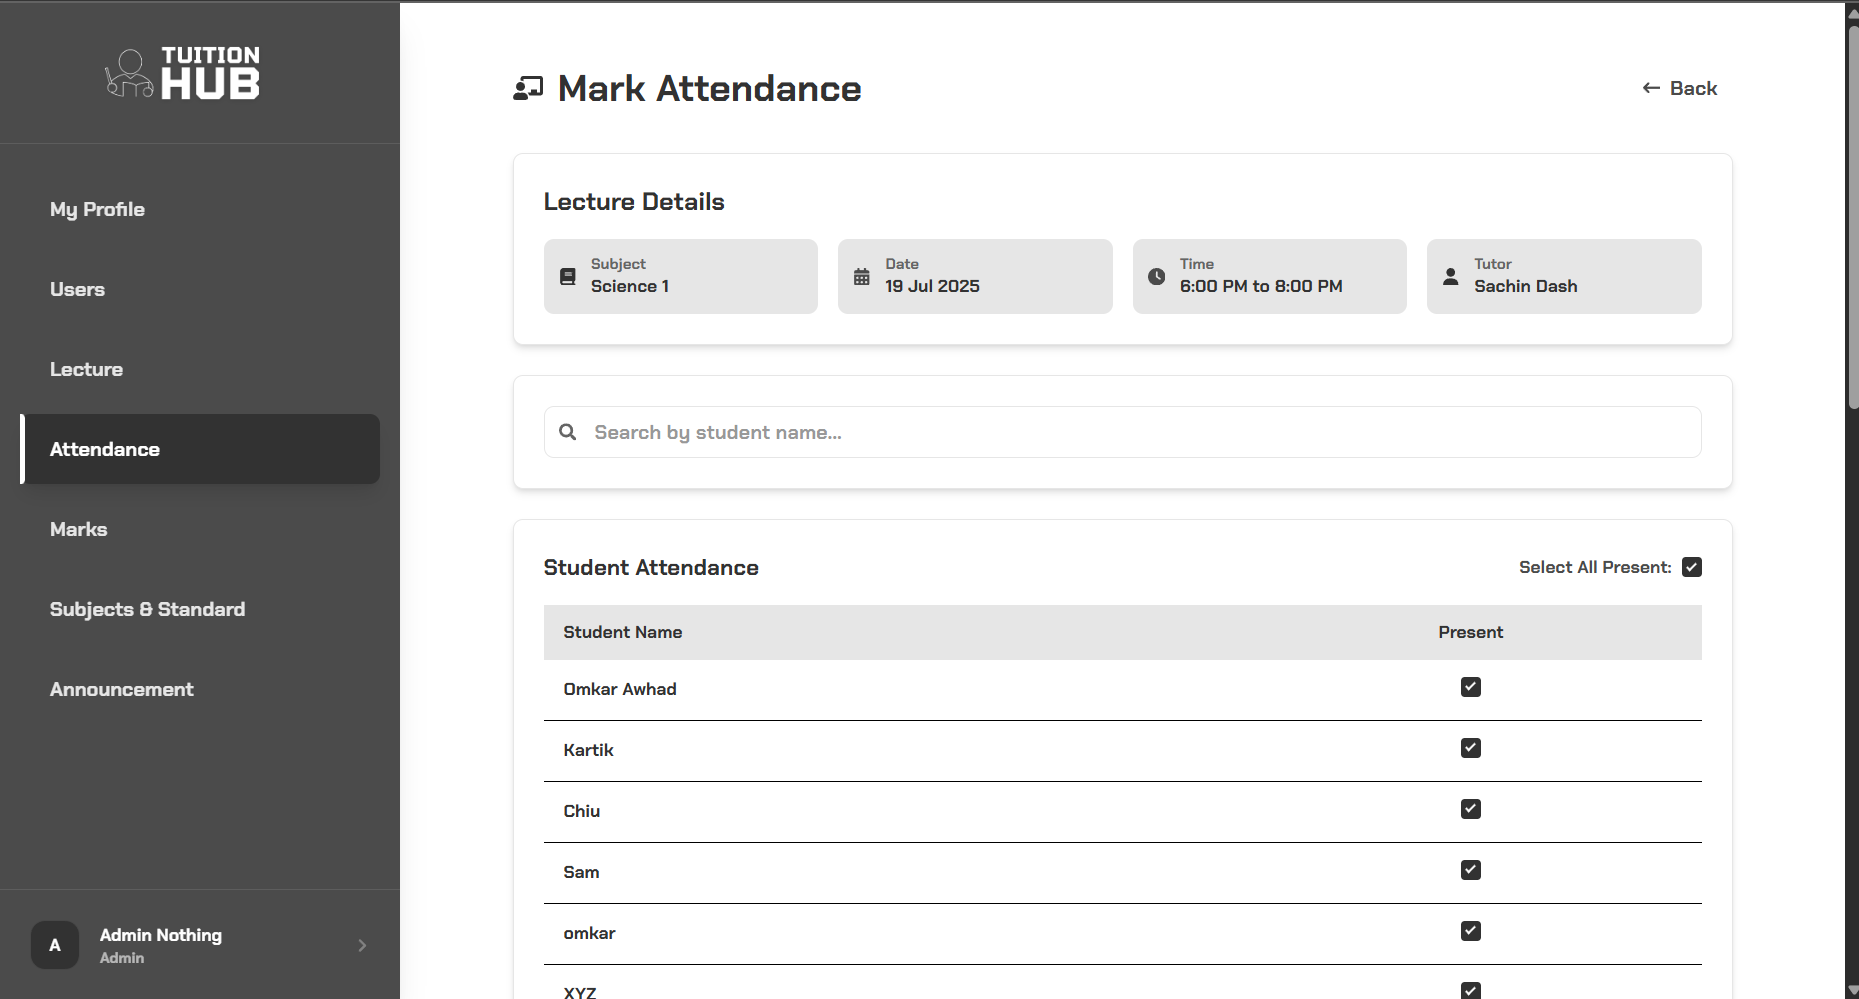 TUITION
HUB
My Profile
Users
Lecture
Attendance
Marks
Subjects & Standard
Announcement
A
Admin Nothing
Admin
Mark Attendance
← Back
Lecture Details
Subject
Science 1
Date
19 Jul 2025
Time
6:00 PM to 8:00 PM
Tutor
Sachin Dash
Search by student name...
Student Attendance
Select All Present:
Student Name Present
Omkar Awhad
Kartik
Chiu
Sam
omkar
XYZ